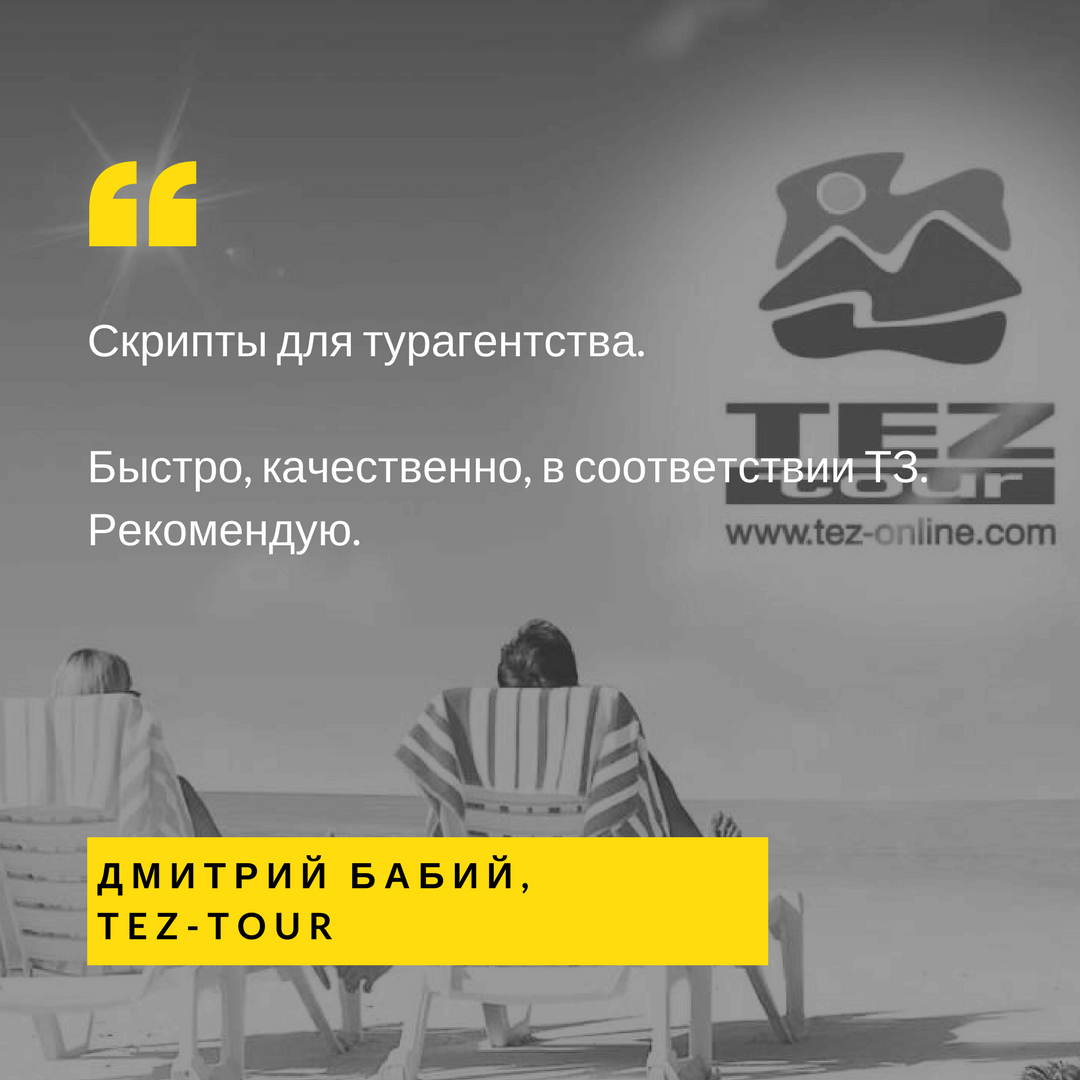 Скрипты для турагентства.
Быстро, качественно, в соответствии ТЗ.
Рекомендую.
TEZ
tour
www.tez-online.com
ДМИТРИЙ БАБИЙ,
TEZ-TOUR